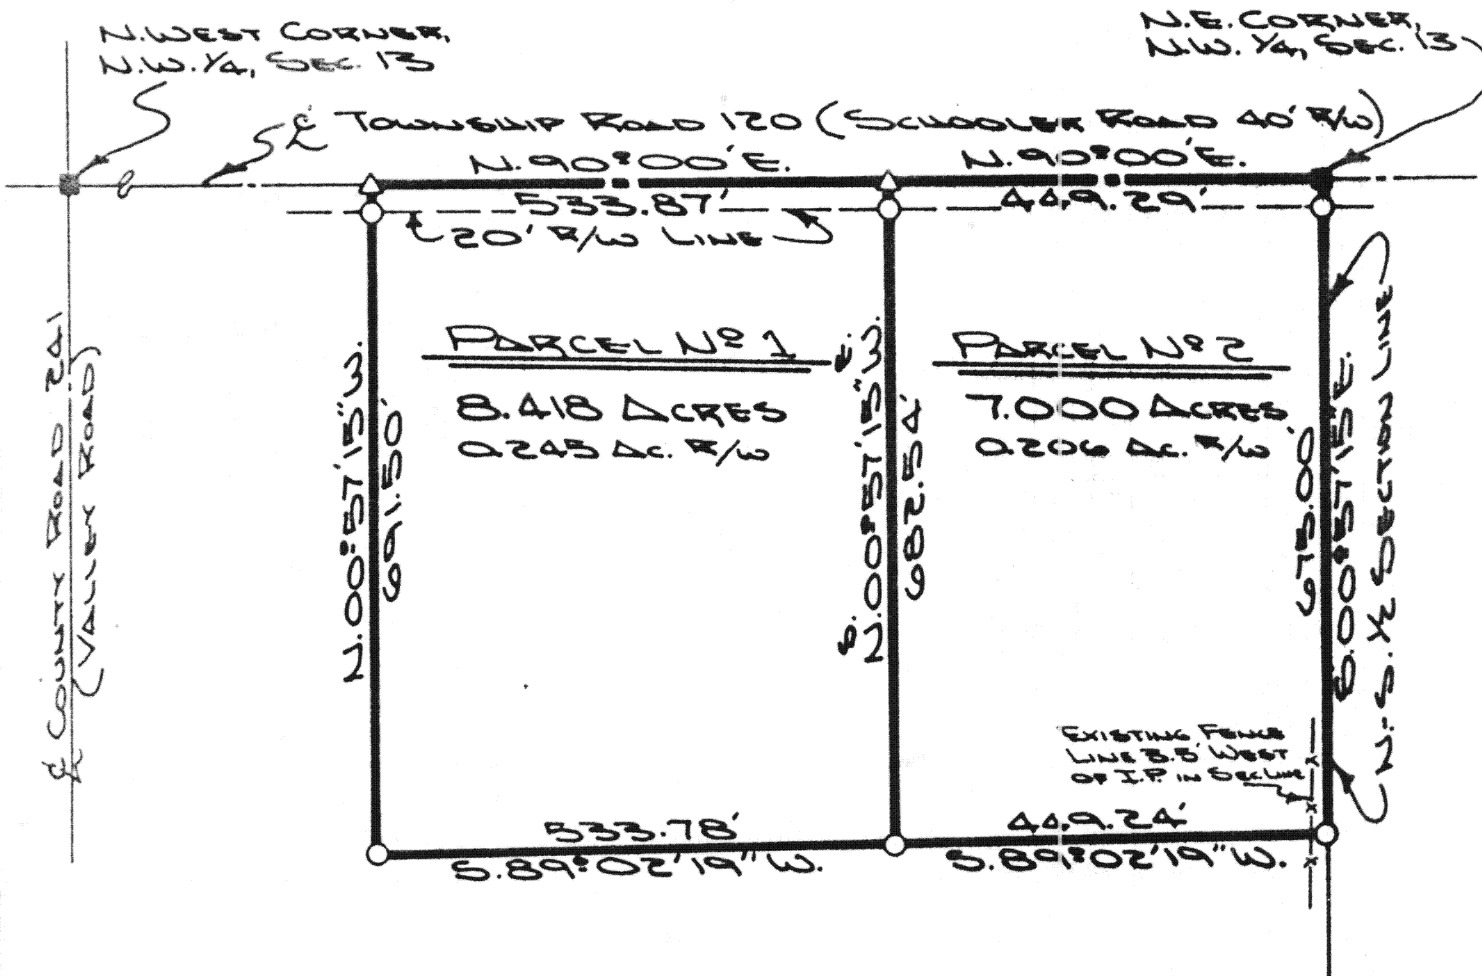 N.WEST CORNER,
N.W. 1/4, SEC. 13
N.E. CORNER,
N.W. 1/4, SEC. 13
℄ TOWNSHIP ROAD 120 (SCHOOLER ROAD 40' R/W)
N.90°00'E.
N.90°00'E.
533.87'
449.29'
20' R/W LINE
℄ COUNTY ROAD 241
(VALLEY ROAD)
N.00°57'15"W.
691.50'
PARCEL Nº 1
8.418 ACRES
0.245 AC. R/W
N.00°57'15"W.
S. E.
682.54'
PARCEL Nº 2
7.000 ACRES
0.206 AC. R/W
675.00'
S.00°57'15"E.
N.-S. 1/2 SECTION LINE
EXISTING FENCE
LINE 3.5' WEST
OF I.P. IN SEC. LINE
533.78'
S.89°02'19"W.
449.24'
S.89°02'19"W.